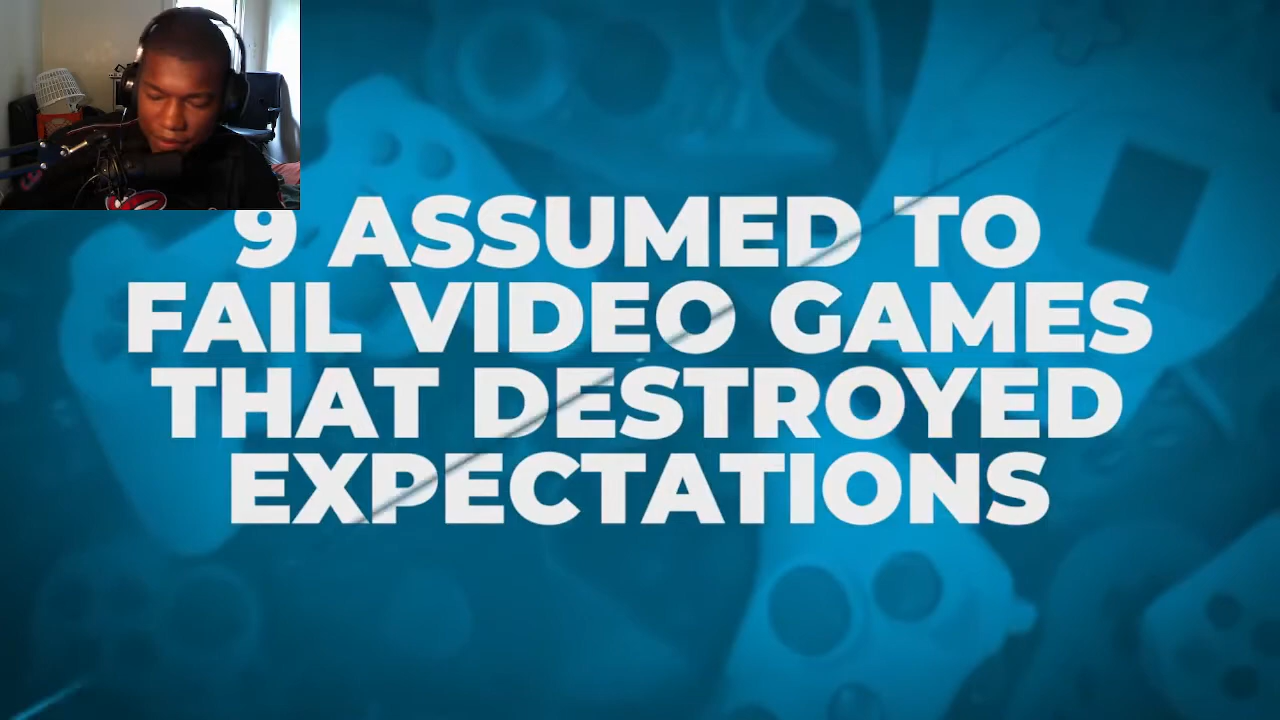 9 ASSUMED TO
FAIL VIDEO GAMES
THAT DESTROYED
EXPECTATIONS